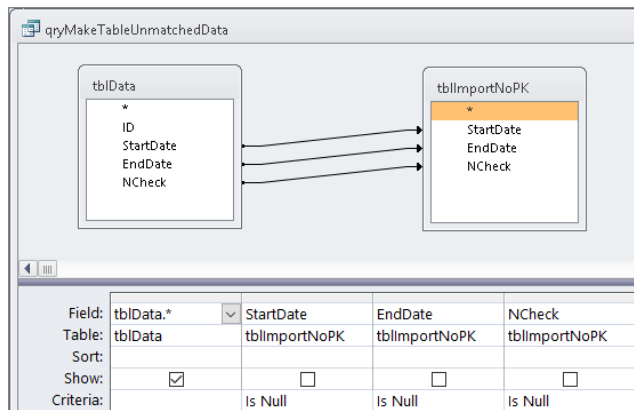 qryMakeTableUnmatchedData
tblData
*
ID
StartDate
EndDate
NCheck
tblImportNoPK
*
StartDate
EndDate
NCheck
Field: tblData.* StartDate EndDate NCheck
Table: tblData tblImportNoPK tblImportNoPK tblImportNoPK
Sort:
Show:
Criteria: Is Null Is Null Is Null